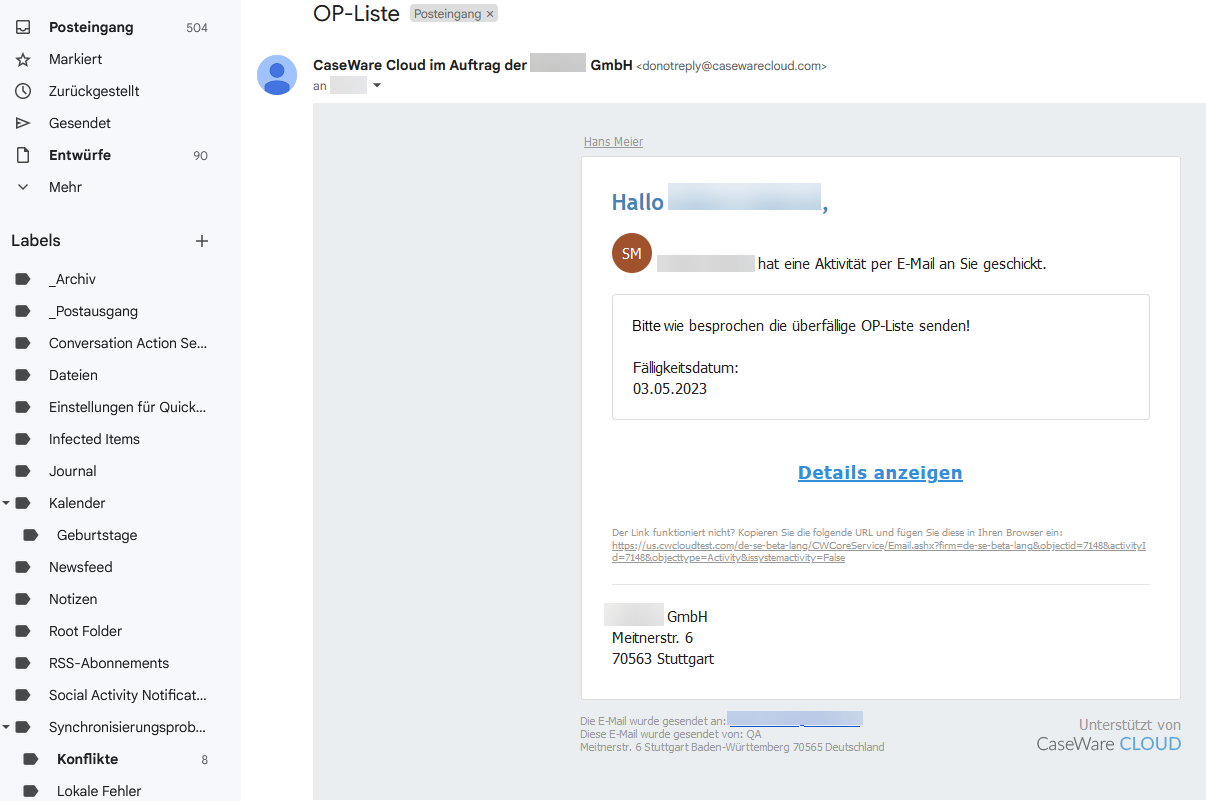 Posteingang 504
Markiert
Zurückgestellt
Gesendet
Entwürfe 90
Mehr
Labels +
_Archiv
_Postausgang
Conversation Action Se...
Dateien
Einstellungen für Quick...
Infected Items
Journal
Kalender
Geburtstage
Newsfeed
Notizen
Root Folder
RSS-Abonnements
Social Activity Notificat...
Synchronisierungsprob...
Konflikte 8
Lokale Fehler
OP-Liste Posteingang ×
CaseWare Cloud im Auftrag der GmbH <donotreply@casewarecloud.com>
an
Hans Meier
Hallo ,
SM hat eine Aktivität per E-Mail an Sie geschickt.
Bitte wie besprochen die überfällige OP-Liste senden!
Fälligkeitsdatum:
03.05.2023
Details anzeigen
Der Link funktioniert nicht? Kopieren Sie die folgende URL und fügen Sie diese in Ihren Browser ein:
https://us.cwcloudtest.com/de-se-beta-lang/CWCoreService/Email.ashx?firm=de-se-beta-lang&objectid=7148&activityI
d=7148&objecttype=Activity&issystemactivity=False
GmbH
Meitnerstr. 6
70563 Stuttgart
Die E-Mail wurde gesendet an:
Diese E-Mail wurde gesendet von: QA
Meitnerstr. 6 Stuttgart Baden-Württemberg 70565 Deutschland
Unterstützt von
CaseWare CLOUD